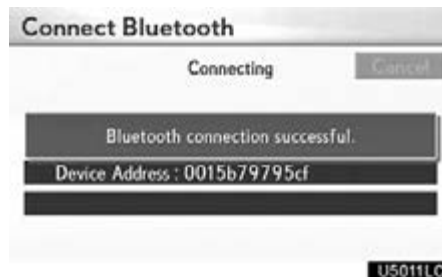 Connect Bluetooth
Connecting
Cancel
Bluetooth connection successful.
Device Address : 0015b79795cf
U5011LC